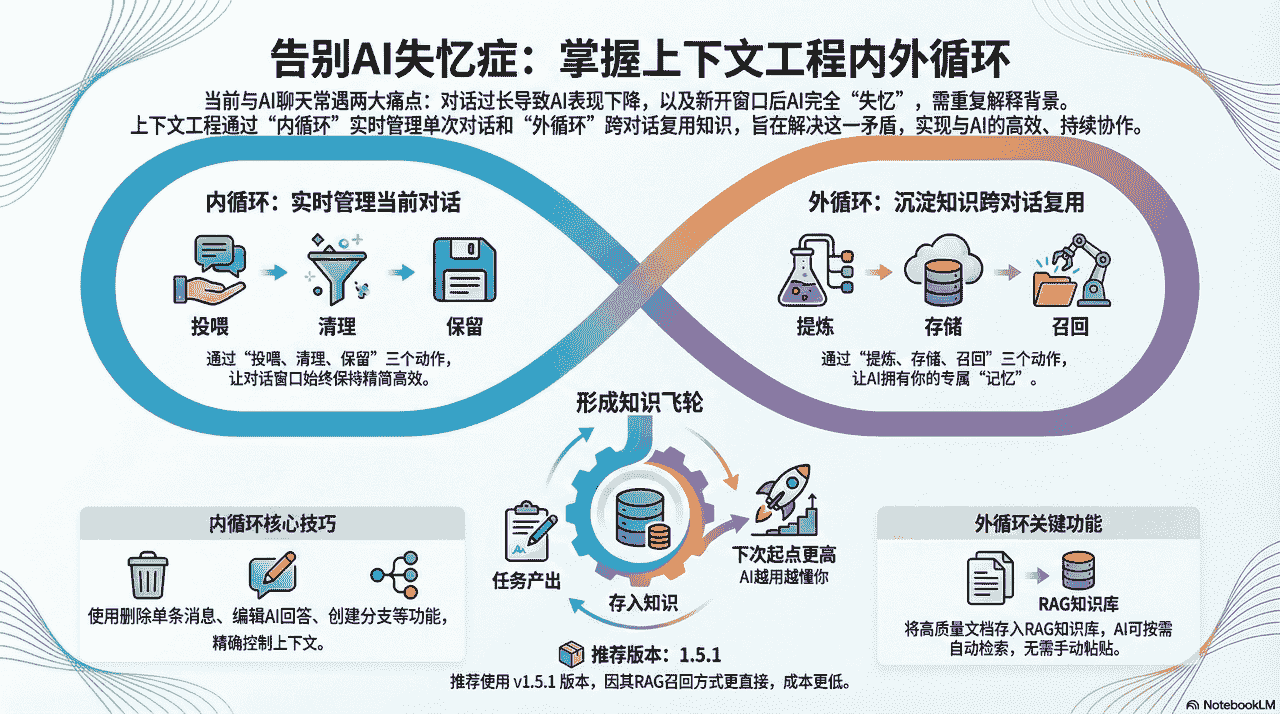 告别AI失忆症：掌握上下文工程内外循环
当前与AI聊天常遇两大痛点：对话过长导致AI表现下降，以及新开窗口后AI完全“失忆”，需重复解释背景。
上下文工程通过“内循环”实时管理单次对话和“外循环”跨对话复用知识，旨在解决这一矛盾，实现与AI的高效、持续协作。
内循环：实时管理当前对话
投喂
清理
保留
通过“投喂、清理、保留”三个动作，
让对话窗口始终保持精简高效。
外循环：沉淀知识跨对话复用
提炼
存储
召回
通过“提炼、存储、召回”三个动作，
让AI拥有你的专属“记忆”。
形成知识飞轮
任务产出
存入知识
下次起点更高
AI越用越懂你
内循环核心技巧
使用删除单条消息、编辑AI回答、创建分支等功能，
精确控制上下文。
推荐版本：1.5.1
推荐使用 v1.5.1 版本，因其RAG召回方式更直接，成本更低。
外循环关键功能
RAG知识库
将高质量文档存入RAG知识库，AI可按需
自动检索，无需手动粘贴。
NotebookLM